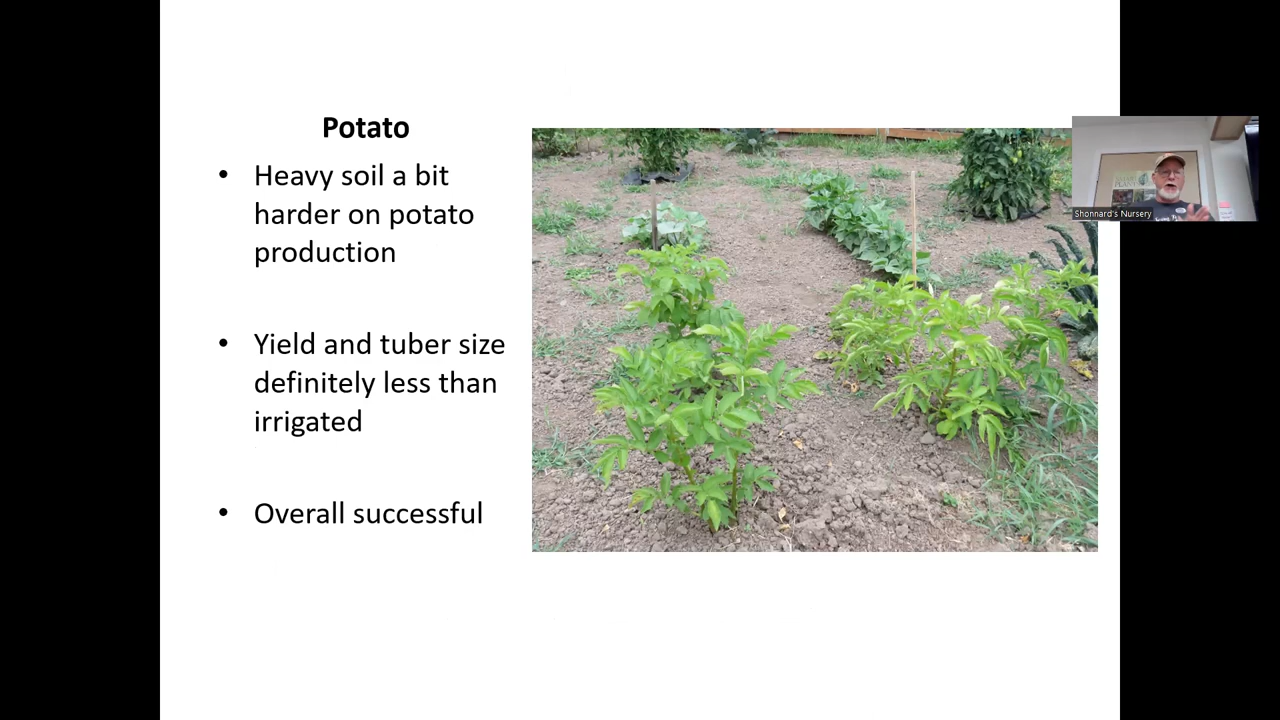 Potato
• Heavy soil a bit
harder on potato
production
• Yield and tuber size
definitely less than
irrigated
• Overall successful
Shonnard's Nursery